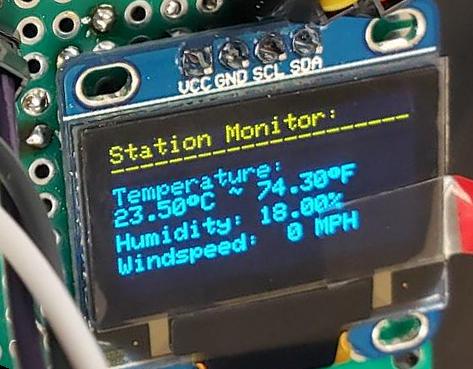 VCC GND SCL SDA
Station Monitor:
--------------------
Temperature:
23.50°C ~ 74.30°F
Humidity: 18.00%
Windspeed: 0 MPH